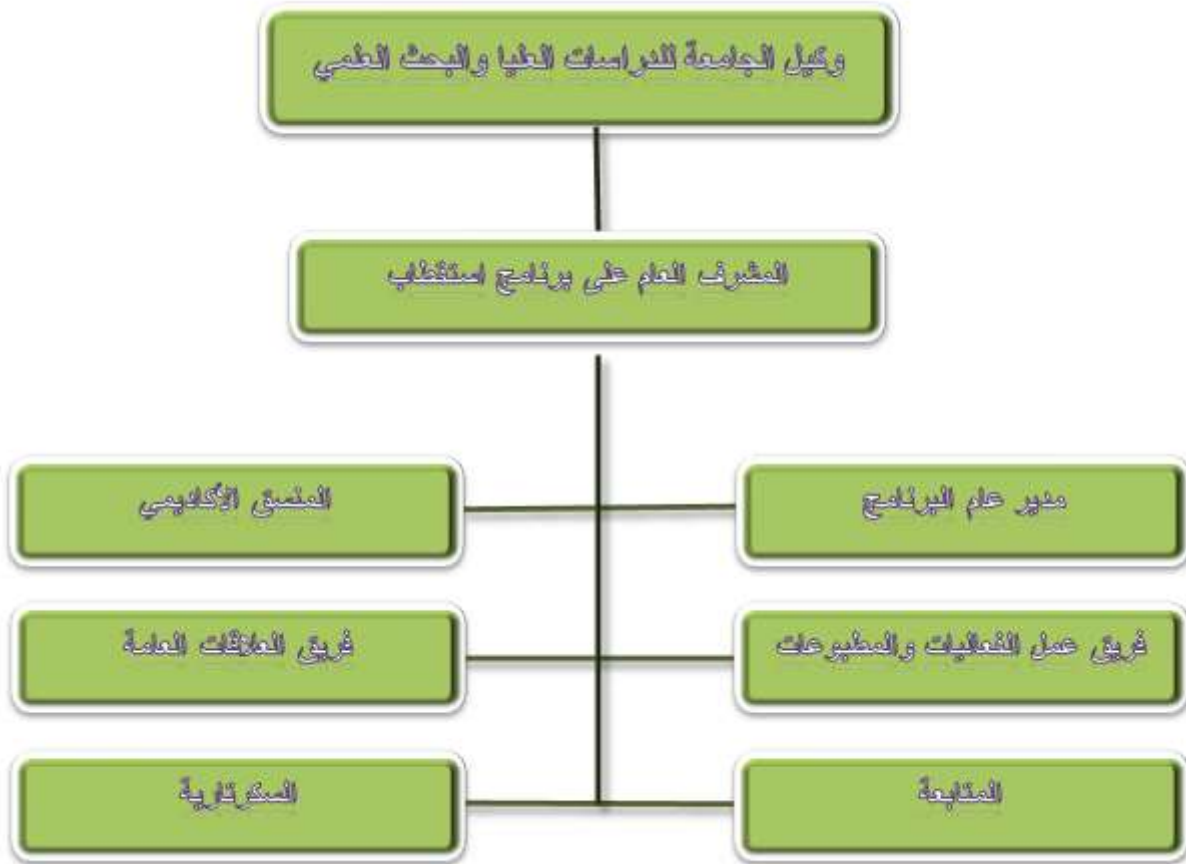 وكيل الجامعة للدراسات العليا والبحث العلمي
المشرف العام على برنامج استقطاب
مدير عام البرنامج
المنسق الأكاديمي
فريق عمل الفعاليات والمطبوعات
فريق العلاقات العامة
المتابعة
السكرتارية